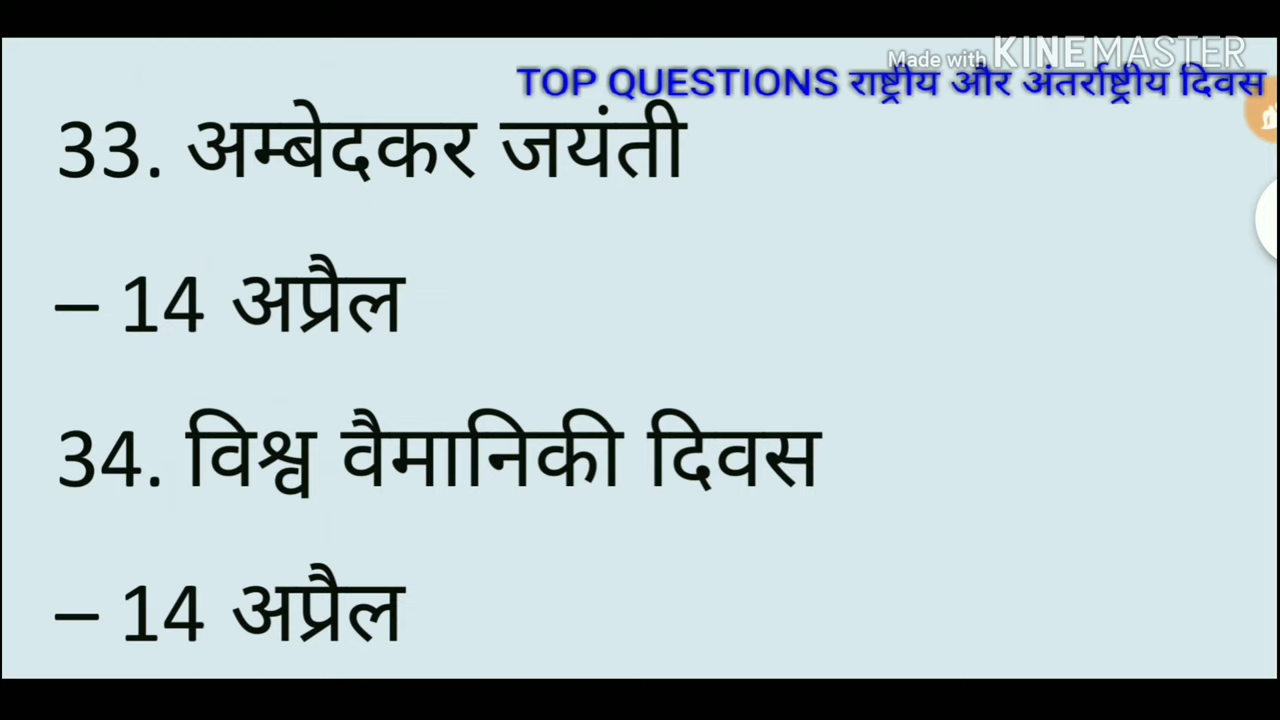 Made with KINEMASTER
TOP QUESTIONS राष्ट्रीय और अंतर्राष्ट्रीय दिवस
33. अम्बेदकर जयंती
– 14 अप्रैल
34. विश्व वैमानिकी दिवस
– 14 अप्रैल